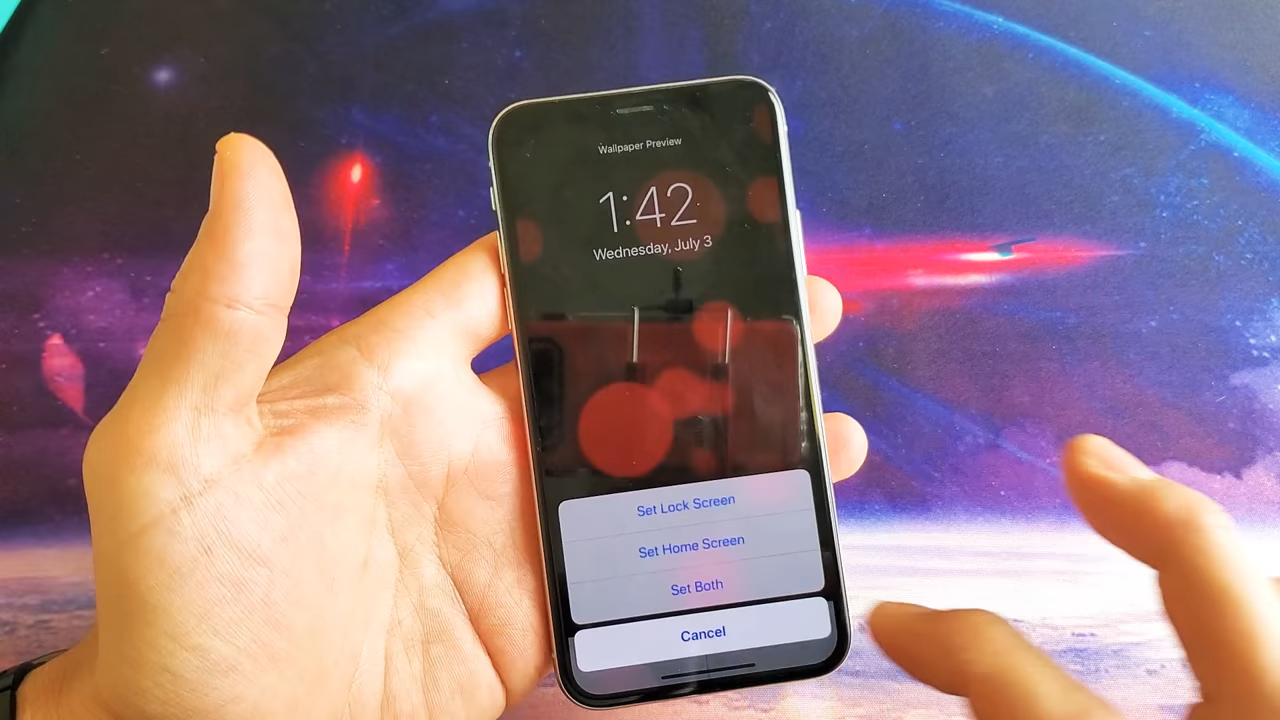 Wallpaper Preview
1:42
Wednesday, July 3
Set Lock Screen
Set Home Screen
Set Both
Cancel